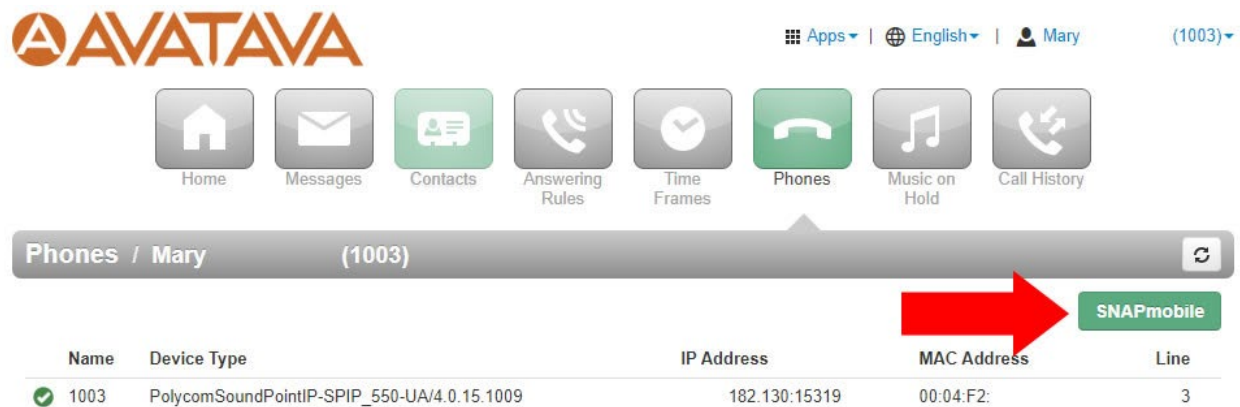 AVATAVA
Apps | English | Mary (1003)
Home Messages Contacts Answering Rules Time Frames Phones Music on Hold Call History
Phones / Mary (1003)
SNAPmobile
Name Device Type IP Address MAC Address Line
1003 PolycomSoundPointIP-SPIP_550-UA/4.0.15.1009 182.130:15319 00:04:F2: 3